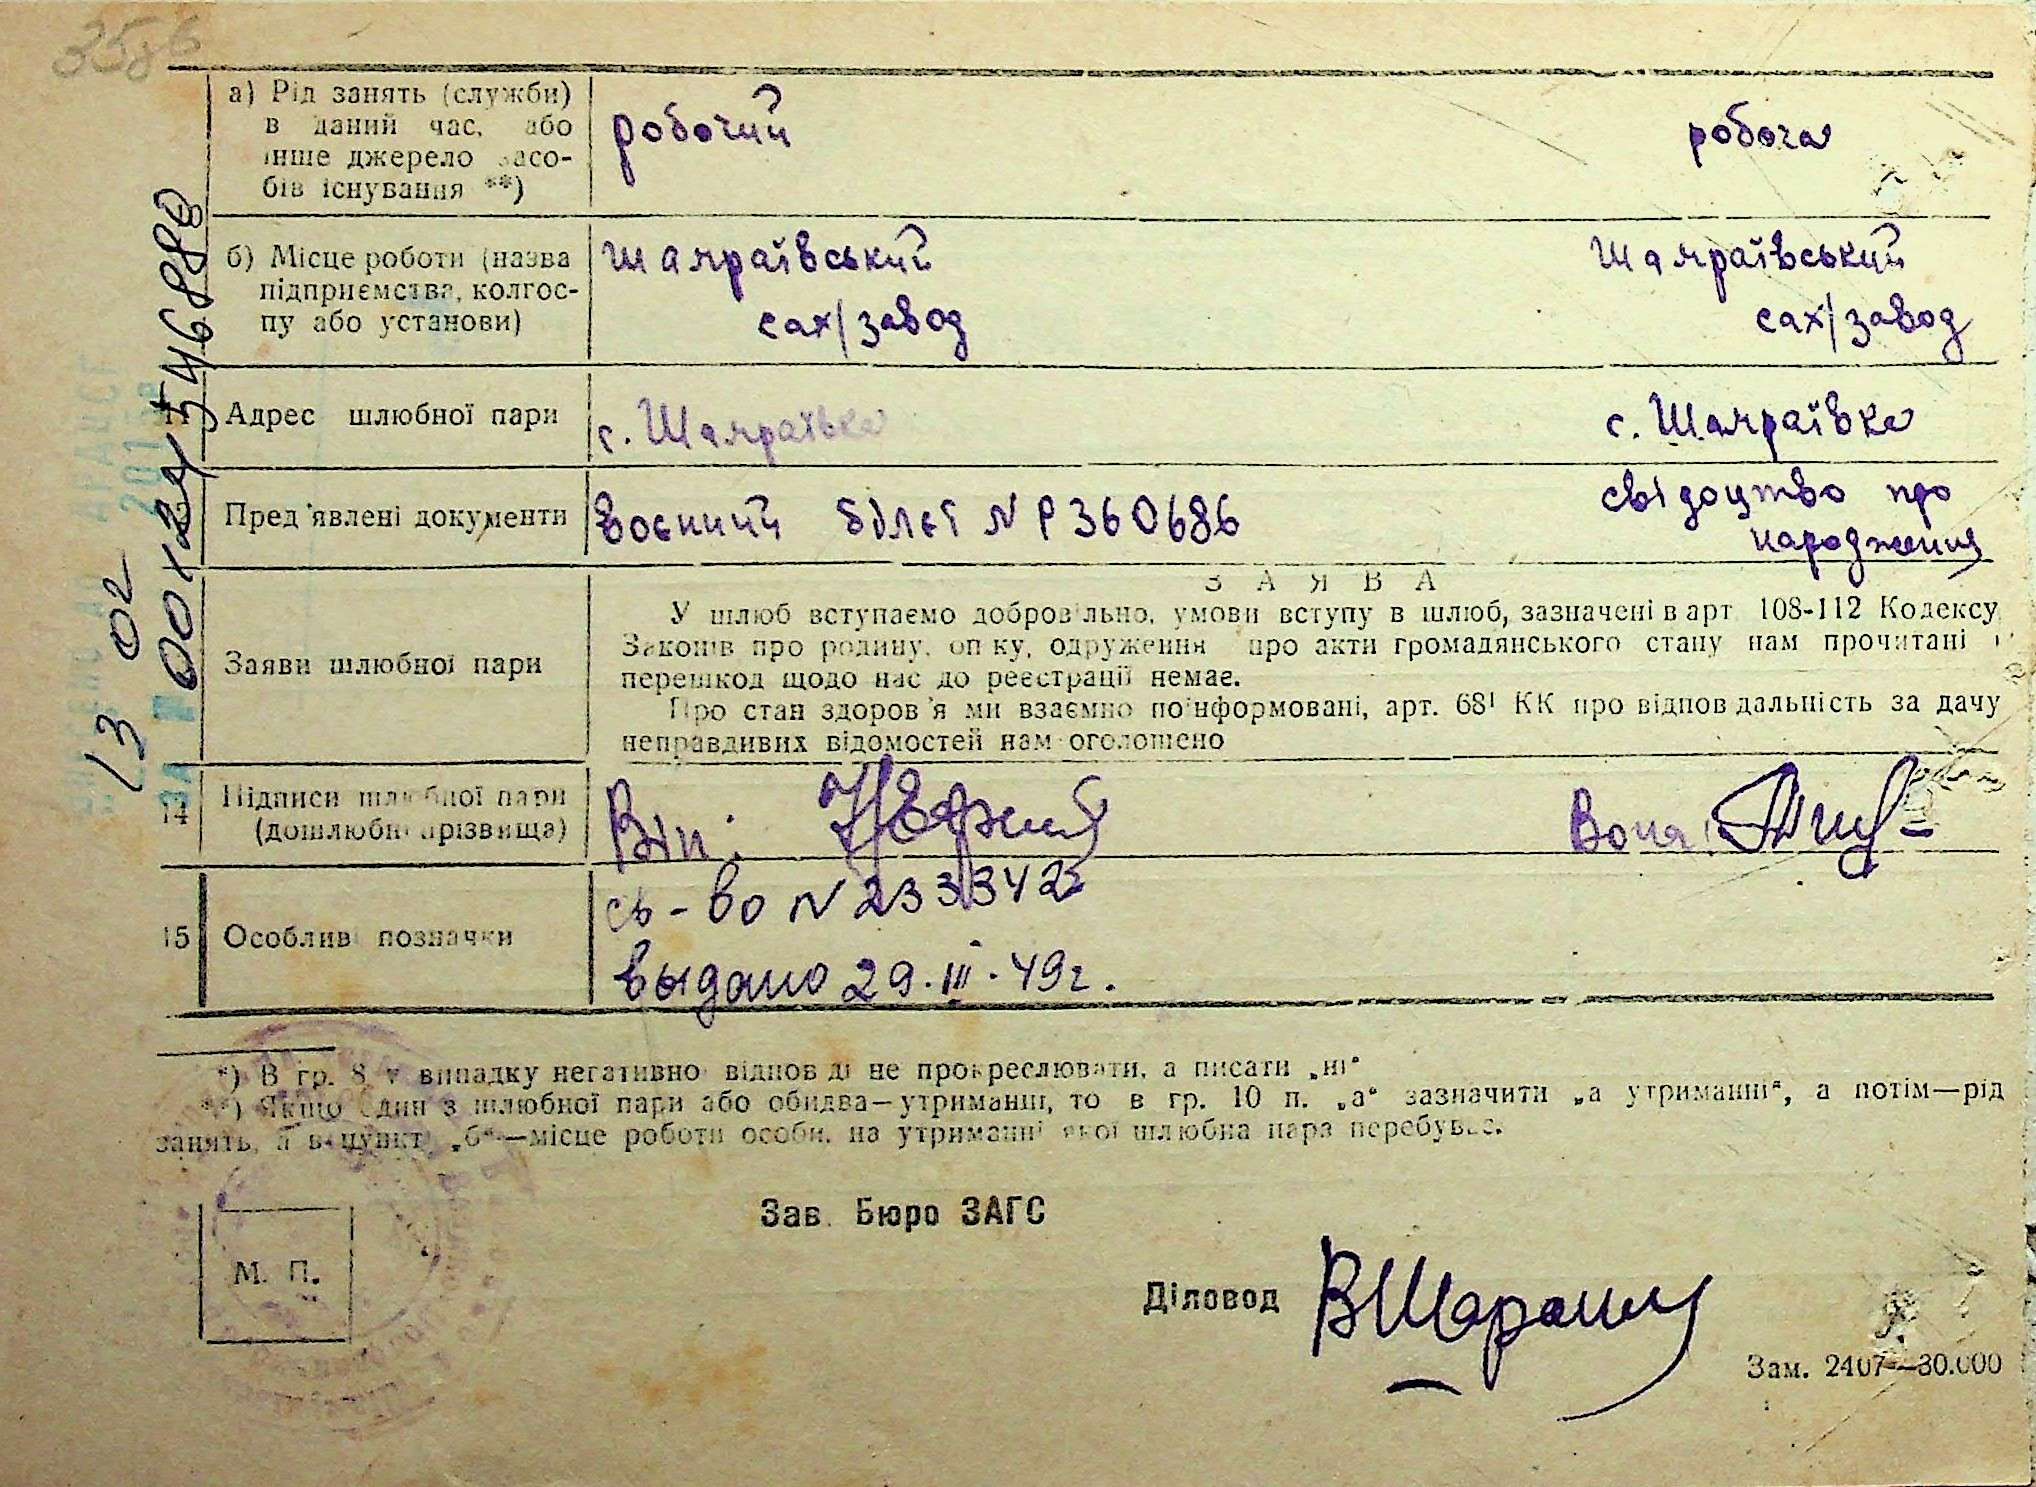 а) Рід занять (служби)
в даний час, або
інше джерело засо-
бів існування **)
робочий
робоча
б) Місце роботи (назва
підприємства, колгос-
пу або установи)
Шамраївський
сах/завод
Шамраївський
сах/завод
Адрес шлюбної пари
с. Шамраївка
с. Шамраївка
Пред'явлені документи
воєнний білєт № Р 360686
свідоцтво про
народження
Заяви шлюбної пари
ЗАЯВА
У шлюб вступаємо добровільно, умови вступу в шлюб, зазначені в арт 108-112 Кодексу
Законів про родину, опіку, одруження про акти громадянського стану нам прочитані і
перешкод щодо нас до реєстрації немає.
Про стан здоров'я ми взаємно поінформовані, арт. 68¹ КК про відповідальність за дачу
неправдивих відомостей нам оголошено
14
Підписи шлюбної пари
(дошлюбні прізвища)
Він:
Вона:
15
Особливі позначки
св-во № 233342
выдано 29.III.49г.
*) В гр. 8 у випадку негативної відповіді не прокреслювати, а писати „ні"
**) Якщо один з шлюбної пари або обидва—утриманці, то в гр. 10 п. „а" зазначити „а утриманні", а потім—рід
занять, а в пункті „б"—місце роботи особи, на утриманні якої шлюбна пара перебуває.
Зав. Бюро ЗАГС
М. П.
Діловод
Зам. 2407—30.000
13 02
546880